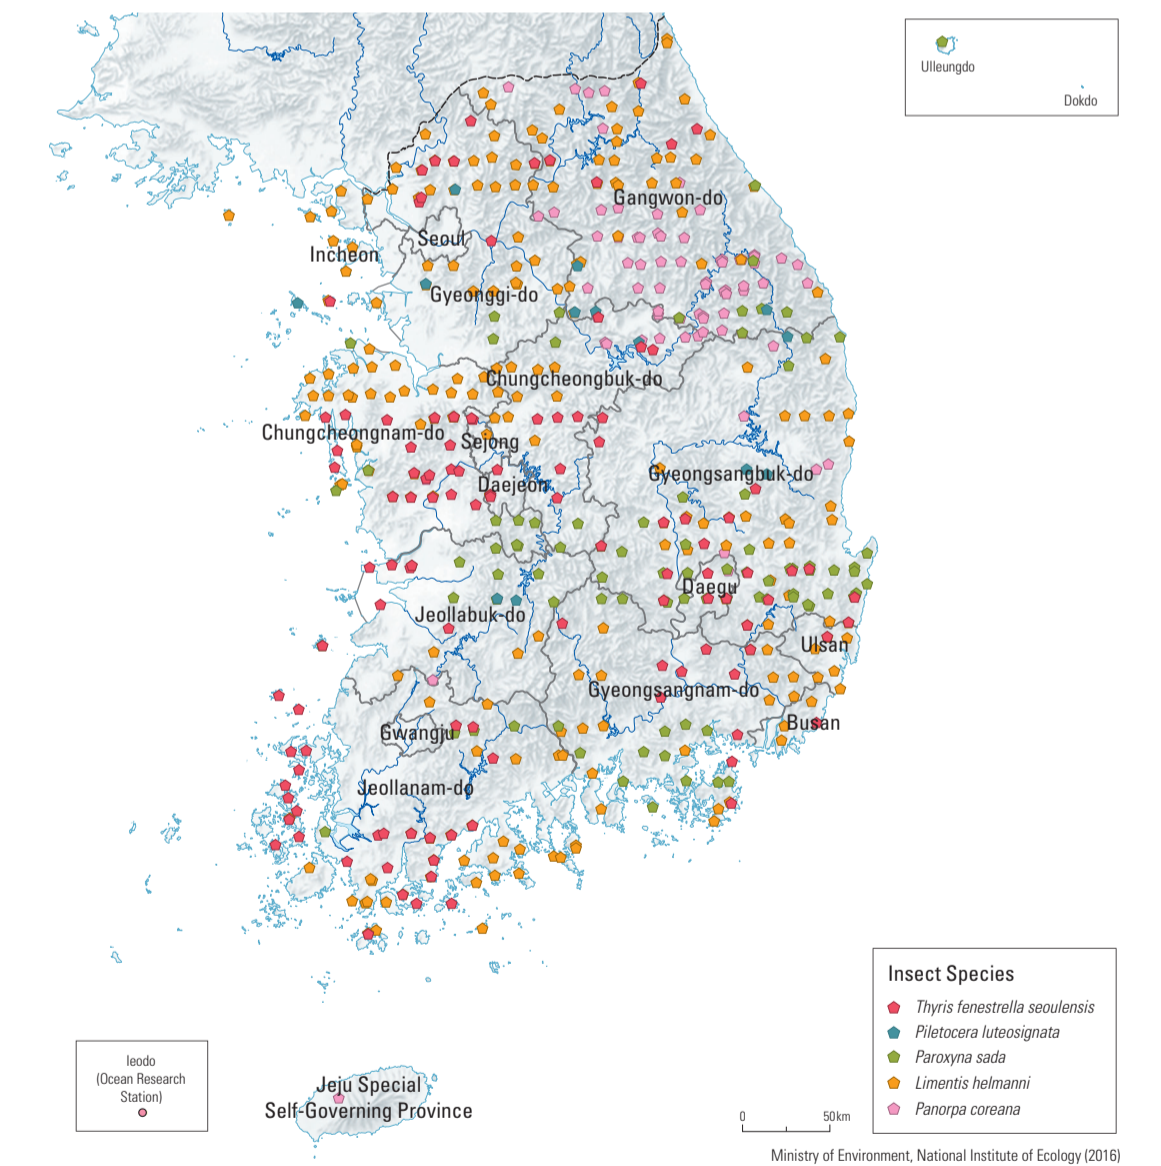 Ulleungdo
Dokdo
Gangwon-do
Seoul
Incheon
Gyeonggi-do
Chungcheongbuk-do
Chungcheongnam-do
Sejong
Gyeongsangbuk-do
Daejeon
Daegu
Jeollabuk-do
Ulsan
Gyeongsangnam-do
Busan
Gwangju
Jeollanam-do
Insect Species
Thyris fenestrella seoulensis
Piletocera luteosignata
Paroxyna sada
Limentis helmanni
Panorpa coreana
Ieodo
(Ocean Research
Station)
Jeju Special
Self-Governing Province
0 50km
Ministry of Environment, National Institute of Ecology (2016)